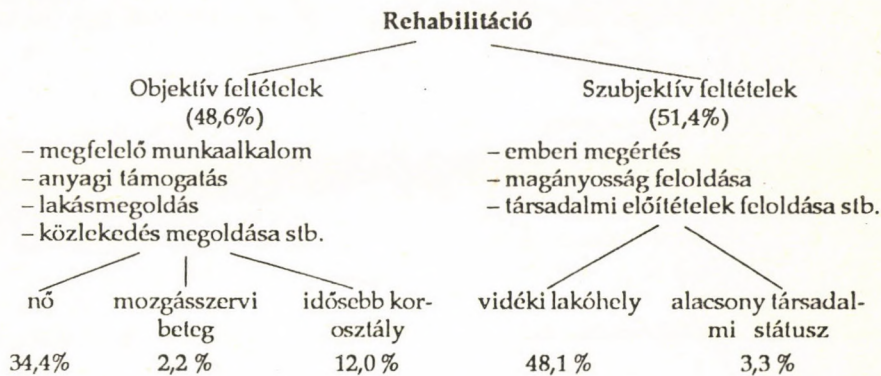 Rehabilitáció
Objektív feltételek
(48,6%)
– megfelelő munkaalkalom
– anyagi támogatás
– lakásmegoldás
– közlekedés megoldása stb.
Szubjektív feltételek
(51,4%)
– emberi megértés
– magányosság feloldása
– társadalmi előítételek feloldása stb.
nő
34,4%
mozgásszervi
beteg
2,2 %
idősebb kor-
osztály
12,0 %
vidéki lakóhely
48,1 %
alacsony társadal-
mi státusz
3,3 %